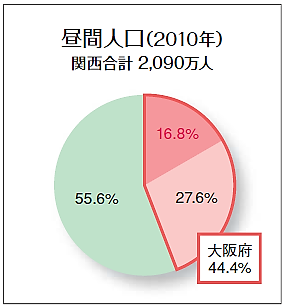 昼間人口(2010年)
関西合計 2,090万人
16.8%
55.6%
27.6%
大阪府
44.4%